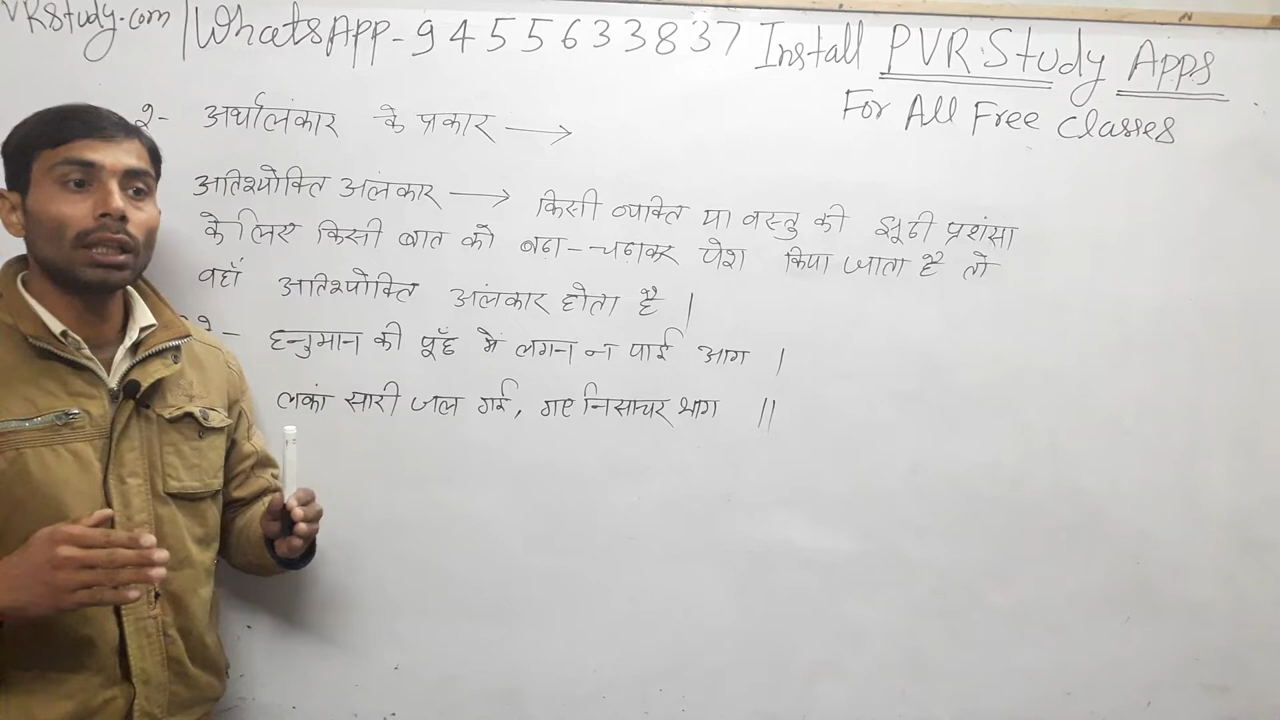 VRStudy.com | WhatsApp - 9455633837 Install PVR Study Apps
For All Free Classes
2- अर्थालंकार के प्रकार →
अतिश्योक्ति अलंकार → किसी व्यक्ति या वस्तु की झूठी प्रशंसा
के लिए किसी बात को बढा-चढाकर पेश किया जाता है तो
वहाँ अतिश्योक्ति अलंकार होता है |
हनुमान की पूँछ में लगन न पाई आग |
लंका सारी जल गई, गए निसाचर भाग ||